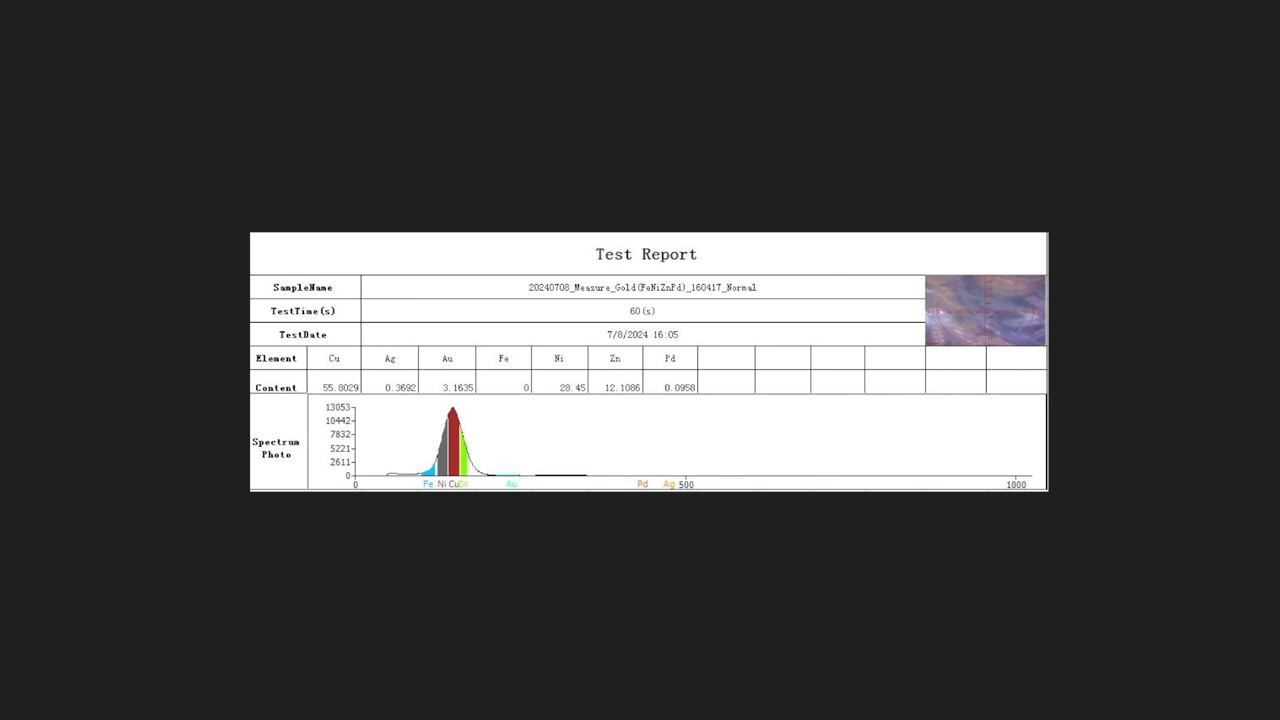 Test Report
SampleName 20240708_Measure_Gold(FeNiZnPd)_160417_Normal
TestTime(s) 60(s)
TestDate 7/8/2024 16:05
Element Cu Ag Au Fe Ni Zn Pd
Content 55.8029 0.3692 3.1635 0 28.45 12.1086 0.0958
Spectrum
Photo
13053
10442
7832
5221
2611
0
0 500 1000
Fe Ni Cu Zn Au Pd Ag